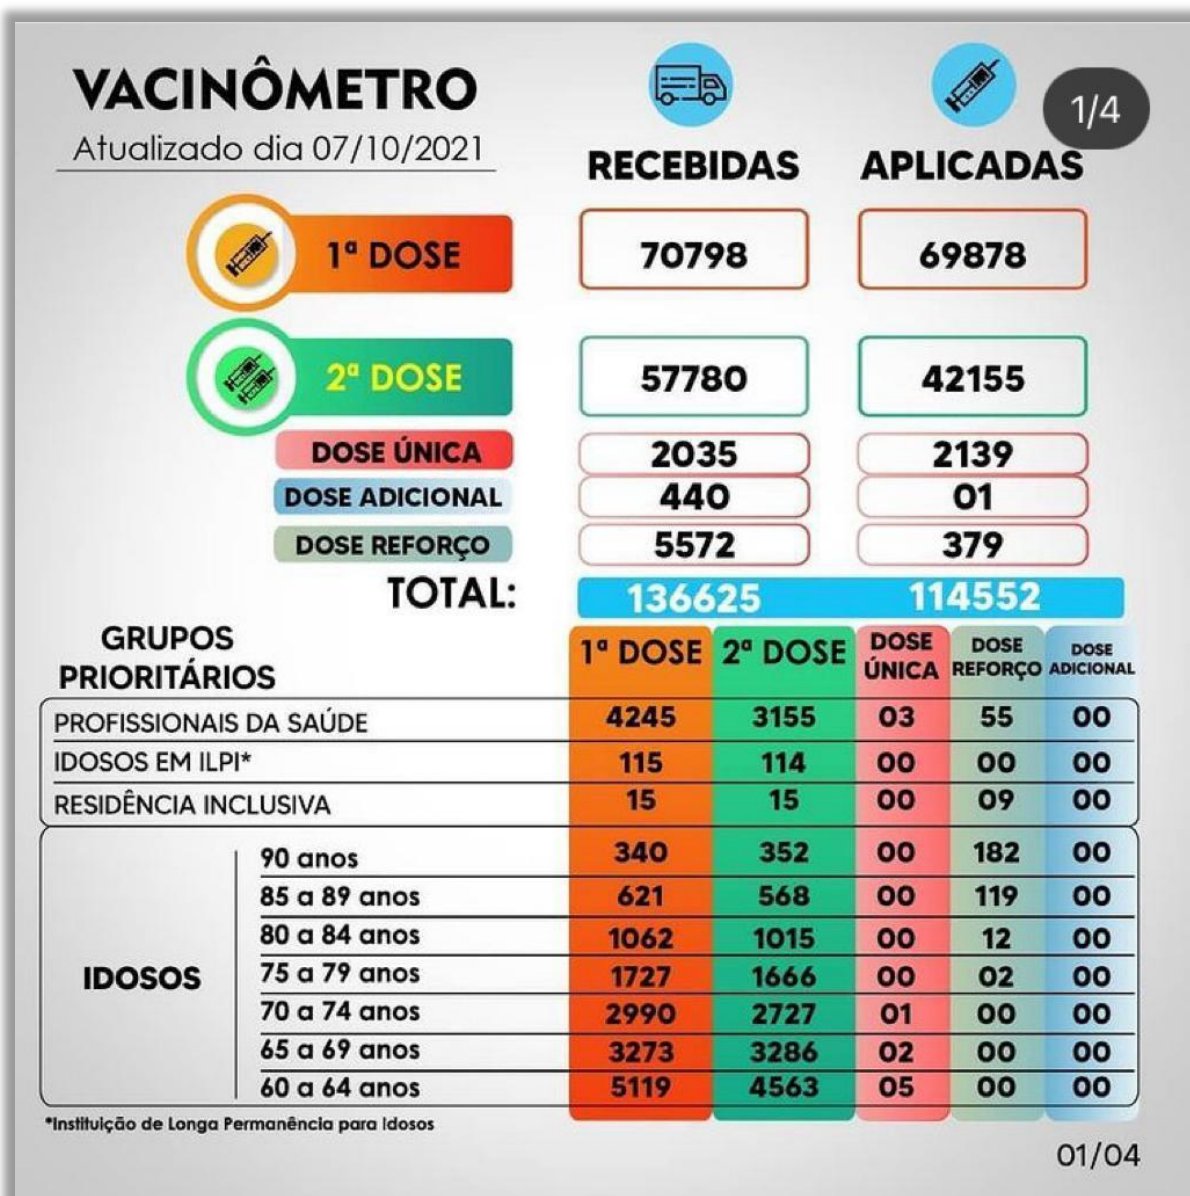 VACINÔMETRO
Atualizado dia 07/10/2021
1/4
RECEBIDAS APLICADAS
1ª DOSE 70798 69878
2ª DOSE 57780 42155
DOSE ÚNICA 2035 2139
DOSE ADICIONAL 440 01
DOSE REFORÇO 5572 379
TOTAL: 136625 114552
GRUPOS
PRIORITÁRIOS
1ª DOSE 2ª DOSE DOSE ÚNICA DOSE REFORÇO DOSE ADICIONAL
PROFISSIONAIS DA SAÚDE 4245 3155 03 55 00
IDOSOS EM ILPI* 115 114 00 00 00
RESIDÊNCIA INCLUSIVA 15 15 00 09 00
IDOSOS
90 anos 340 352 00 182 00
85 a 89 anos 621 568 00 119 00
80 a 84 anos 1062 1015 00 12 00
75 a 79 anos 1727 1666 00 02 00
70 a 74 anos 2990 2727 01 00 00
65 a 69 anos 3273 3286 02 00 00
60 a 64 anos 5119 4563 05 00 00
*Instituição de Longa Permanência para Idosos
01/04